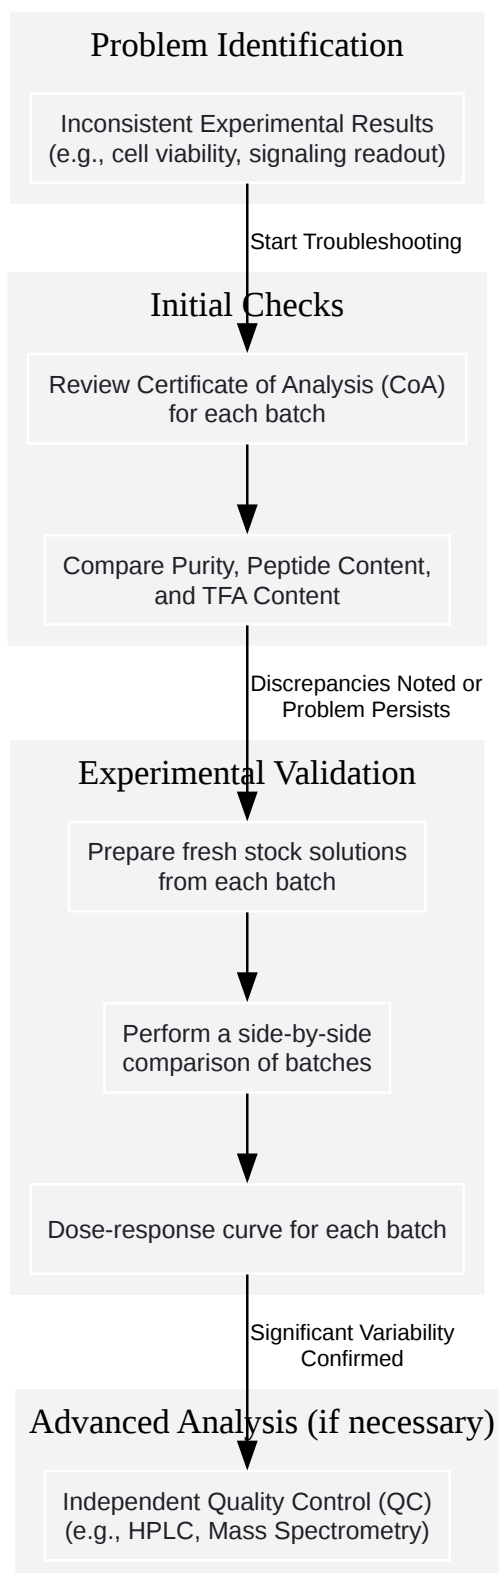 Problem Identification
Inconsistent Experimental Results
(e.g., cell viability, signaling readout)
Start Troubleshooting
Initial Checks
Review Certificate of Analysis (CoA)
for each batch
Compare Purity, Peptide Content,
and TFA Content
Discrepancies Noted or
Problem Persists
Experimental Validation
Prepare fresh stock solutions
from each batch
Perform a side-by-side
comparison of batches
Dose-response curve for each batch
Significant Variability
Confirmed
Advanced Analysis (if necessary)
Independent Quality Control (QC)
(e.g., HPLC, Mass Spectrometry)